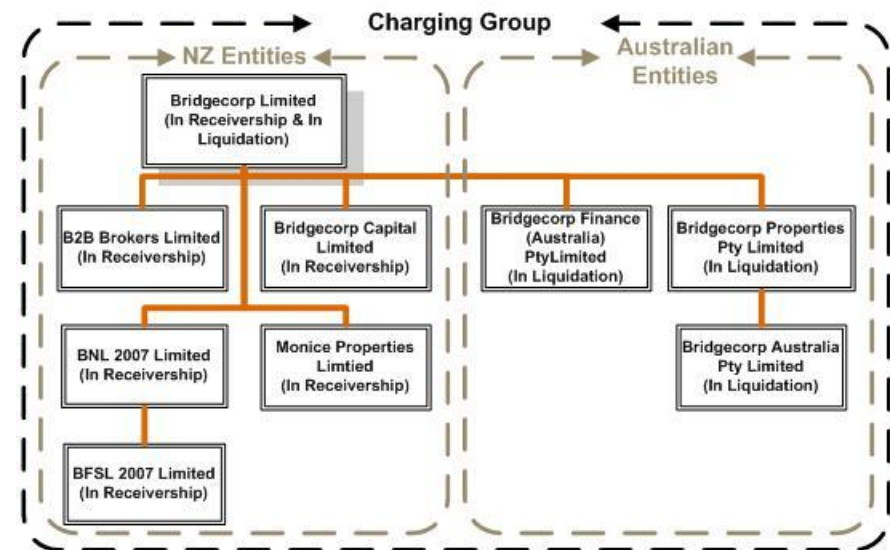 Charging Group
NZ Entities
Australian
Entities
Bridgecorp Limited
(In Receivership & In
Liquidation)
B2B Brokers Limited
(In Receivership)
Bridgecorp Capital
Limited
(In Receivership)
Bridgecorp Finance
(Australia)
PtyLimited
(In Liquidation)
Bridgecorp Properties
Pty Limited
(In Liquidation)
BNL 2007 Limited
(In Receivership)
Monice Properties
Limtied
(In Receivership)
Bridgecorp Australia
Pty Limited
(In Liquidation)
BFSL 2007 Limited
(In Receivership)